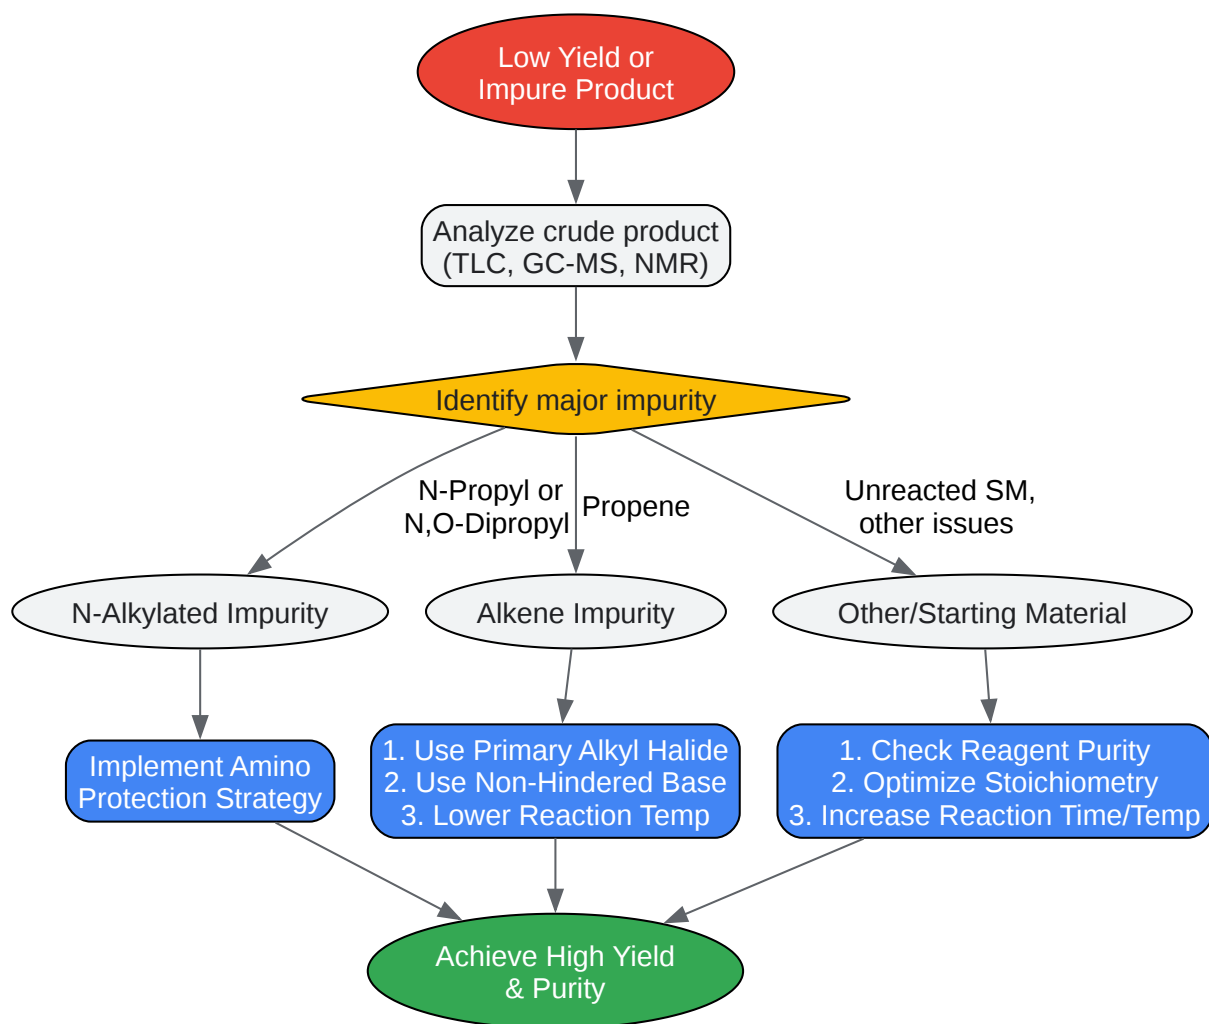 Low Yield or
Impure Product
Analyze crude product
(TLC, GC-MS, NMR)
Identify major impurity
N-Propyl or
N,O-Dipropyl
Propene
Unreacted SM,
other issues
N-Alkylated Impurity
Alkene Impurity
Other/Starting Material
Implement Amino
Protection Strategy
1. Use Primary Alkyl Halide
2. Use Non-Hindered Base
3. Lower Reaction Temp
1. Check Reagent Purity
2. Optimize Stoichiometry
3. Increase Reaction Time/Temp
Achieve High Yield
& Purity